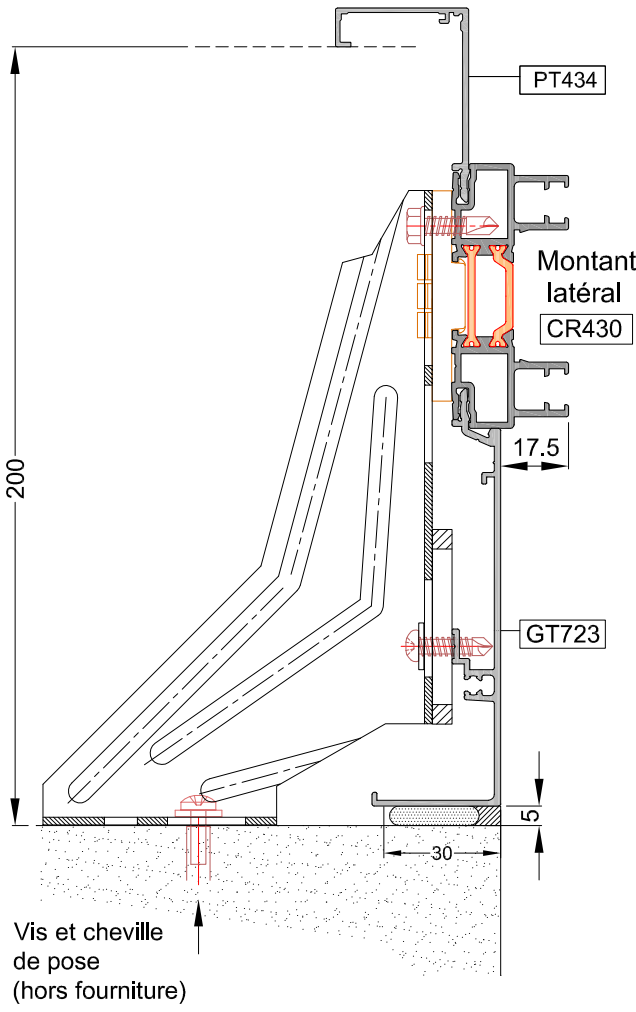 PT434
Montant
latéral
CR430
17.5
200
GT723
5
30
Vis et cheville
de pose
(hors fourniture)